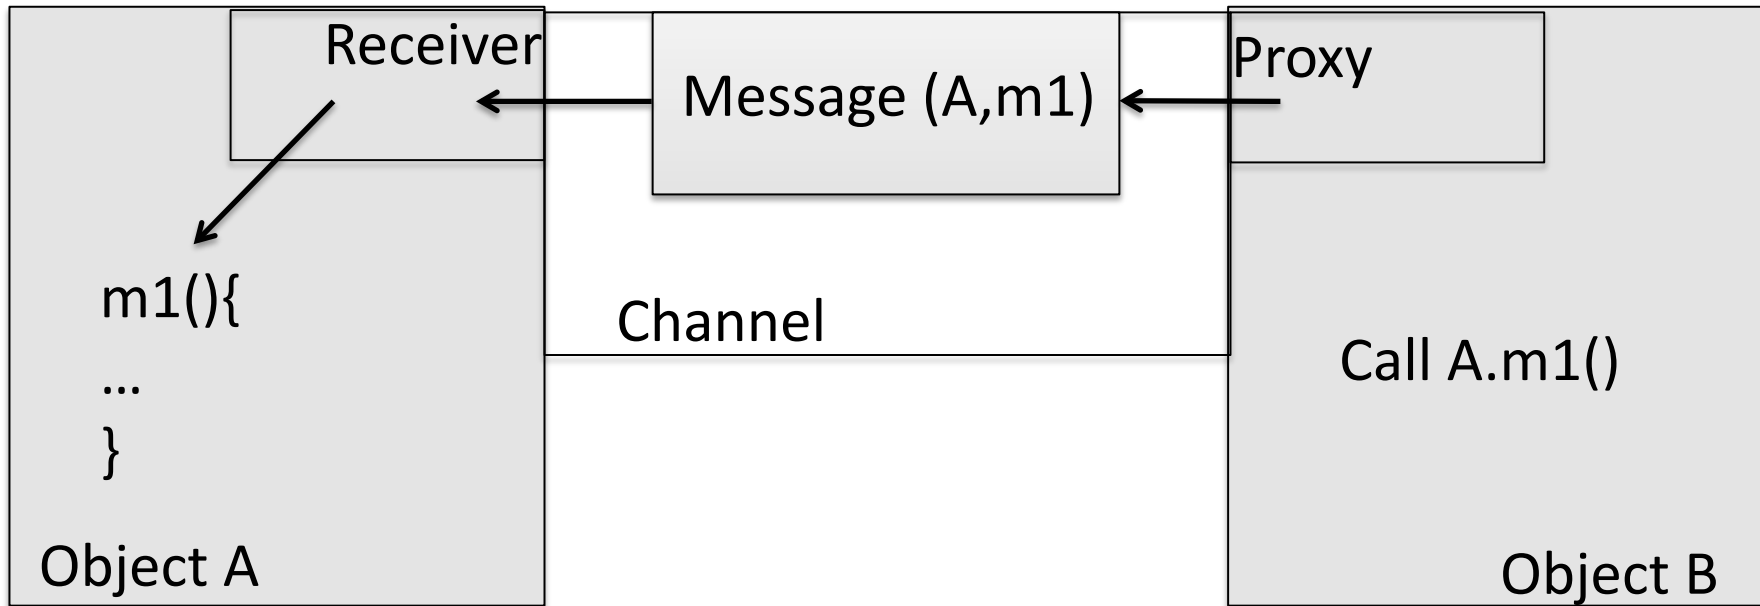 Receiver
Message (A,m1)
Proxy
m1(){
…
}
Channel
Call A.m1()
Object A
Object B